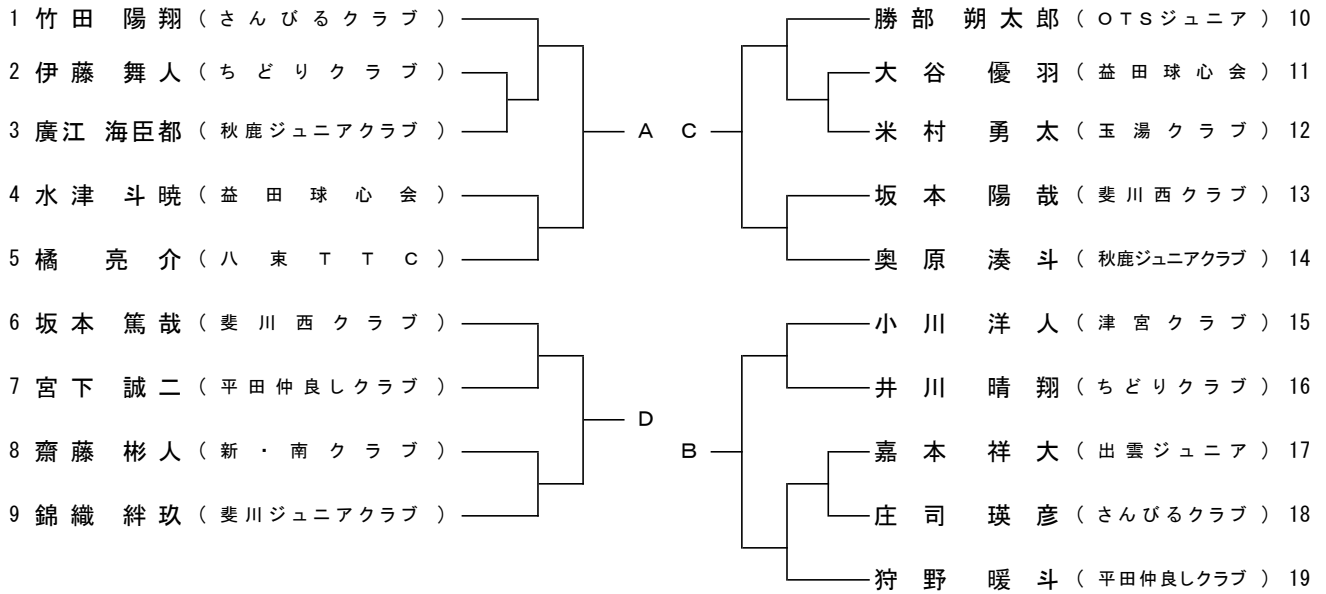 1 竹田 陽翔 ( さんびるクラブ )
2 伊藤 舞人 ( ちどりクラブ )
3 廣江 海臣都 ( 秋鹿ジュニアクラブ )
4 水津 斗暁 ( 益田球心会 )
5 橘 亮介 ( 八東TTC )
A
6 坂本 篤哉 ( 斐川西クラブ )
7 宮下 誠二 ( 平田仲良しクラブ )
8 齋藤 彬人 ( 新・南クラブ )
9 錦織 絆玖 ( 斐川ジュニアクラブ )
D
勝部 朔太郎 ( OTSジュニア ) 10
大谷 優羽 ( 益田球心会 ) 11
米村 勇太 ( 玉湯クラブ ) 12
坂本 陽哉 ( 斐川西クラブ ) 13
奥原 湊斗 ( 秋鹿ジュニアクラブ ) 14
C
小川 洋人 ( 津宮クラブ ) 15
井川 晴翔 ( ちどりクラブ ) 16
嘉本 祥大 ( 出雲ジュニア ) 17
庄司 瑛彦 ( さんびるクラブ ) 18
狩野 暖斗 ( 平田仲良しクラブ ) 19
B